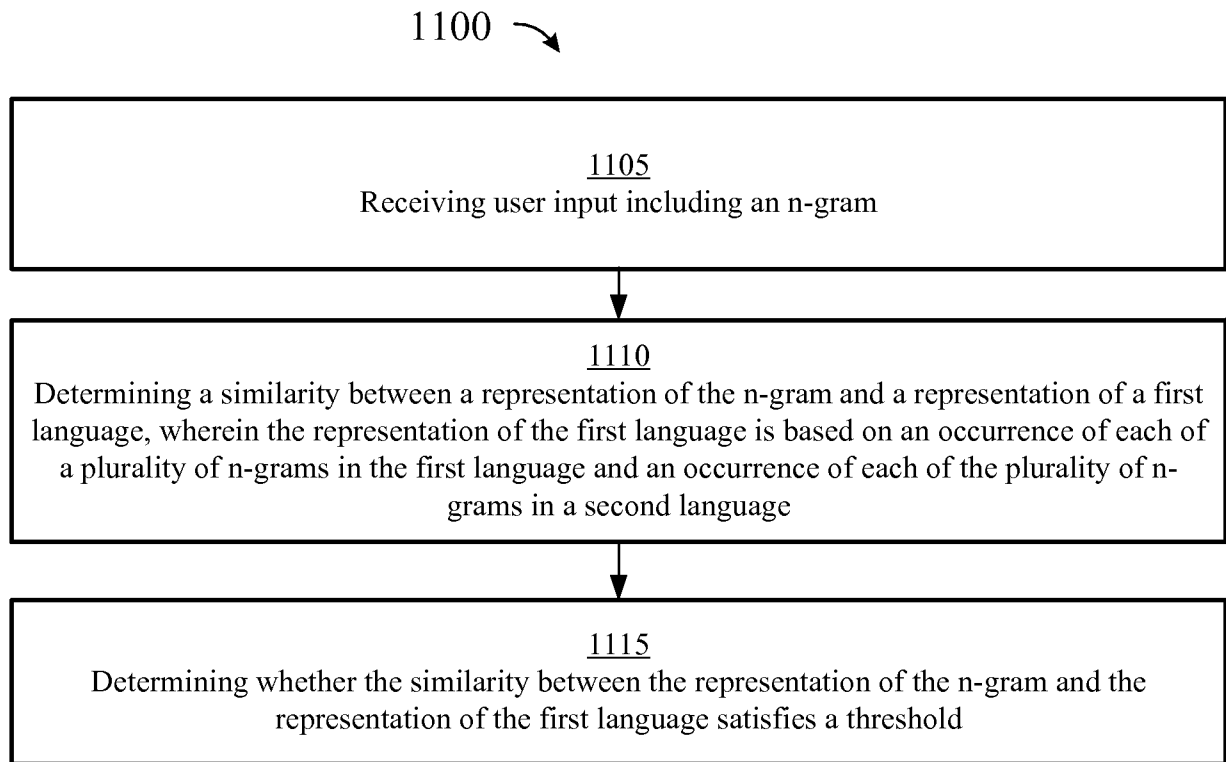 1100
1105
Receiving user input including an n-gram
1110
Determining a similarity between a representation of the n-gram and a representation of a first
language, wherein the representation of the first language is based on an occurrence of each of
a plurality of n-grams in the first language and an occurrence of each of the plurality of n-
grams in a second language
1115
Determining whether the similarity between the representation of the n-gram and the
representation of the first language satisfies a threshold